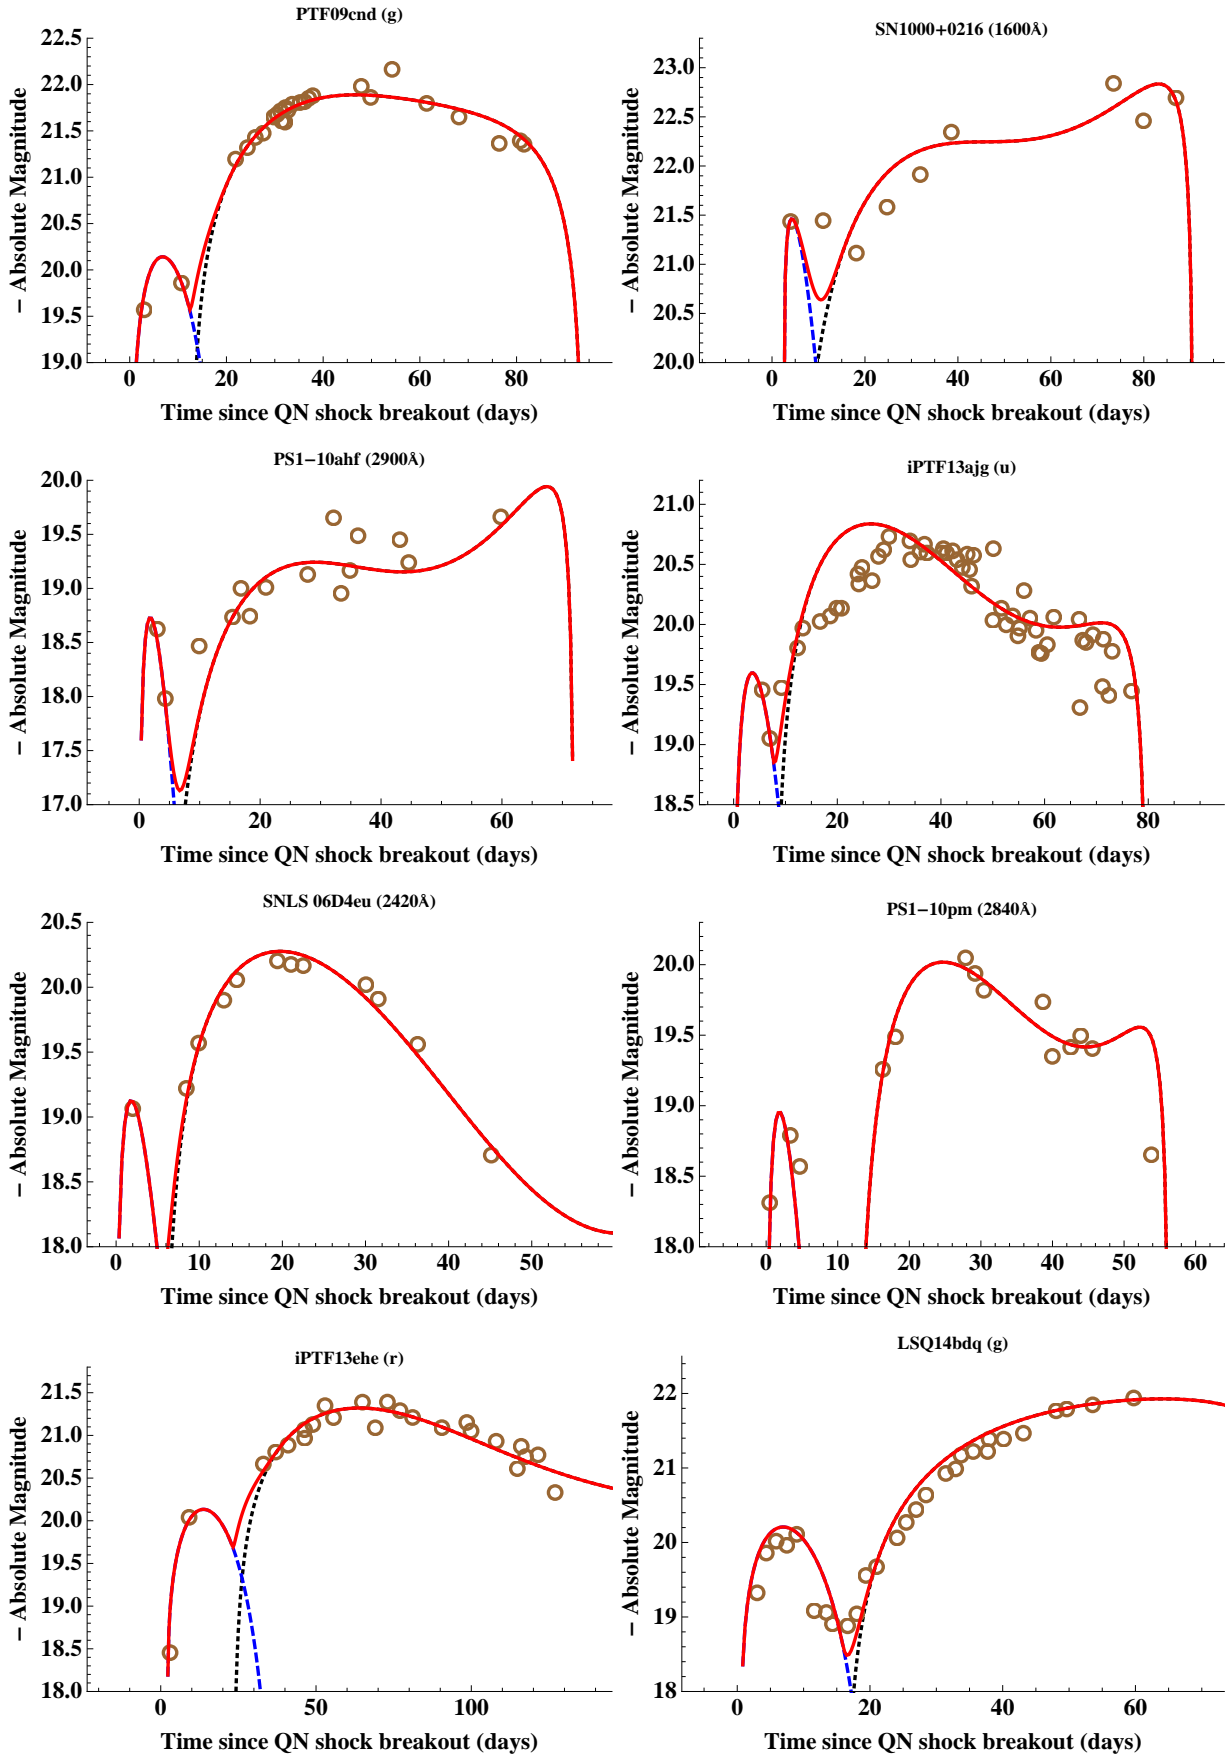 PTF09cnd (g)
22.5
22.0
21.5
21.0
20.5
20.0
19.5
19.0
− Absolute Magnitude
0 20 40 60 80
Time since QN shock breakout (days)
SN1000+0216 (1600Å)
23.0
22.5
22.0
21.5
21.0
20.5
20.0
− Absolute Magnitude
0 20 40 60 80
Time since QN shock breakout (days)
PS1−10ahf (2900Å)
20.0
19.5
19.0
18.5
18.0
17.5
17.0
− Absolute Magnitude
0 20 40 60
Time since QN shock breakout (days)
iPTF13ajg (u)
21.0
20.5
20.0
19.5
19.0
18.5
− Absolute Magnitude
0 20 40 60 80
Time since QN shock breakout (days)
SNLS 06D4eu (2420Å)
20.5
20.0
19.5
19.0
18.5
18.0
− Absolute Magnitude
0 10 20 30 40 50
Time since QN shock breakout (days)
PS1−10pm (2840Å)
20.0
19.5
19.0
18.5
18.0
− Absolute Magnitude
0 10 20 30 40 50 60
Time since QN shock breakout (days)
iPTF13ehe (r)
21.5
21.0
20.5
20.0
19.5
19.0
18.5
18.0
− Absolute Magnitude
0 50 100
Time since QN shock breakout (days)
LSQ14bdq (g)
22
21
20
19
18
− Absolute Magnitude
0 20 40 60
Time since QN shock breakout (days)